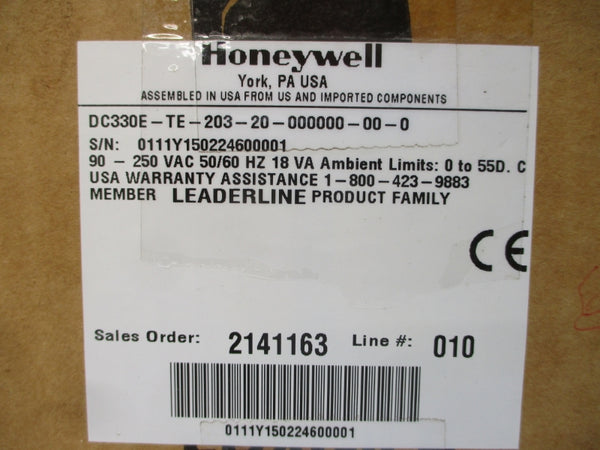 Honeywell
York, PA USA
ASSEMBLED IN USA FROM US AND IMPORTED COMPONENTS
DC330E-TE-203-20-000000-00-0
S/N: 0111Y150224600001
90 - 250 VAC 50/60 HZ 18 VA Ambient Limits: 0 to 55D. C
USA WARRANTY ASSISTANCE 1-800-423-9883
MEMBER LEADERLINE PRODUCT FAMILY
CE
Sales Order: 2141163 Line #: 010
0111Y150224600001